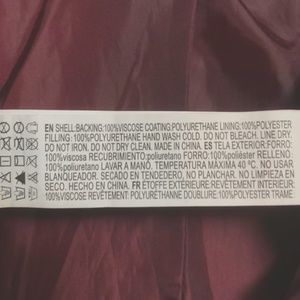 EN SHELL:BACKING:100%VISCOSE COATING:POLYURETHANE LINING:100%POLYESTER
FILLING: 100%POLYURETHANE HAND WASH COLD. DO NOT BLEACH. LINE DRY.
DO NOT IRON, DO NOT DRY CLEAN. MADE IN CHINA. ES TELA EXTERIOR:FORRO:
100%viscosa RECUBRIMIENTO:poliuretano FORRO:100%poliéster RELLENO:
100%poliuretano LAVAR A MANO. TEMPERATURA MÁXIMA 40 ºC. NO USAR
BLANQUEADOR. SECADO EN TENDEDERO, NO PLANCHAR. NO LIMPIEZA EN
SECO. HECHO EN CHINA. FR ÉTOFFE EXTÉRIEUR: REVÊTEMENT INTERIEUR:
100%VISCOSE REVÊTEMENT: POLYURÉTHANNE DOUBLURE:100%POLYESTER TRAME